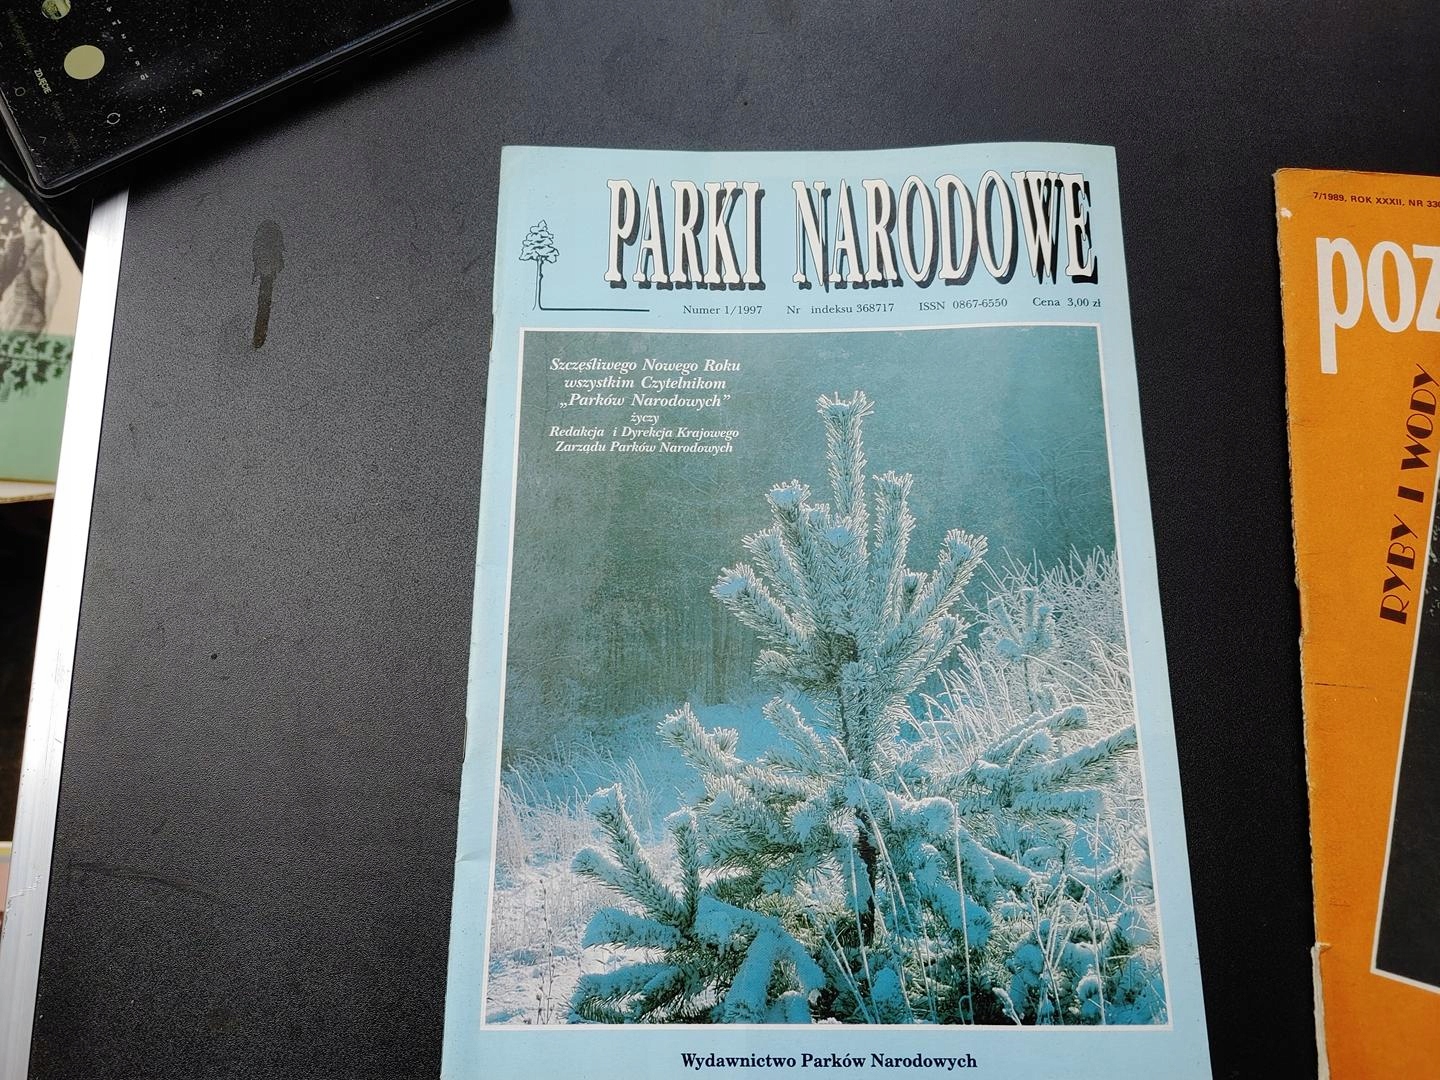 ZDJĘCIE
PARKI NARODOWE
Numer 1/1997 Nr indeksu 368717 ISSN 0867-6550 Cena 3,00 zł
Szczęśliwego Nowego Roku
wszystkim Czytelnikom
„Parków Narodowych”
życzy
Redakcja i Dyrekcja Krajowego
Zarządu Parków Narodowych
Wydawnictwo Parków Narodowych
7/1989, ROK XXXII, NR
poz
RYBY I WODY